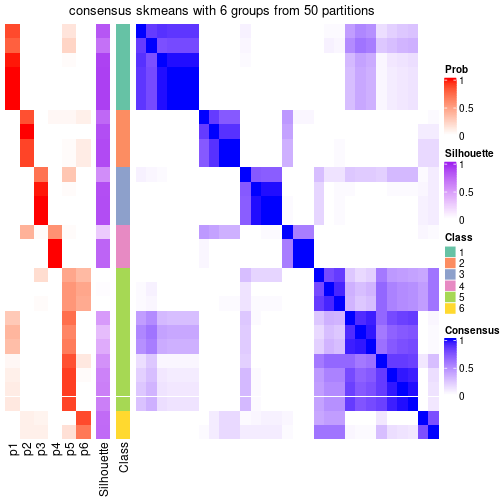 consensus skmeans with 6 groups from 50 partitions
Prob
1
0.5
0
Silhouette
1
0.5
0
Class
1
2
3
4
5
6
Consensus
1
0.5
0
p1
p2
p3
p4
p5
p6
Silhouette
Class